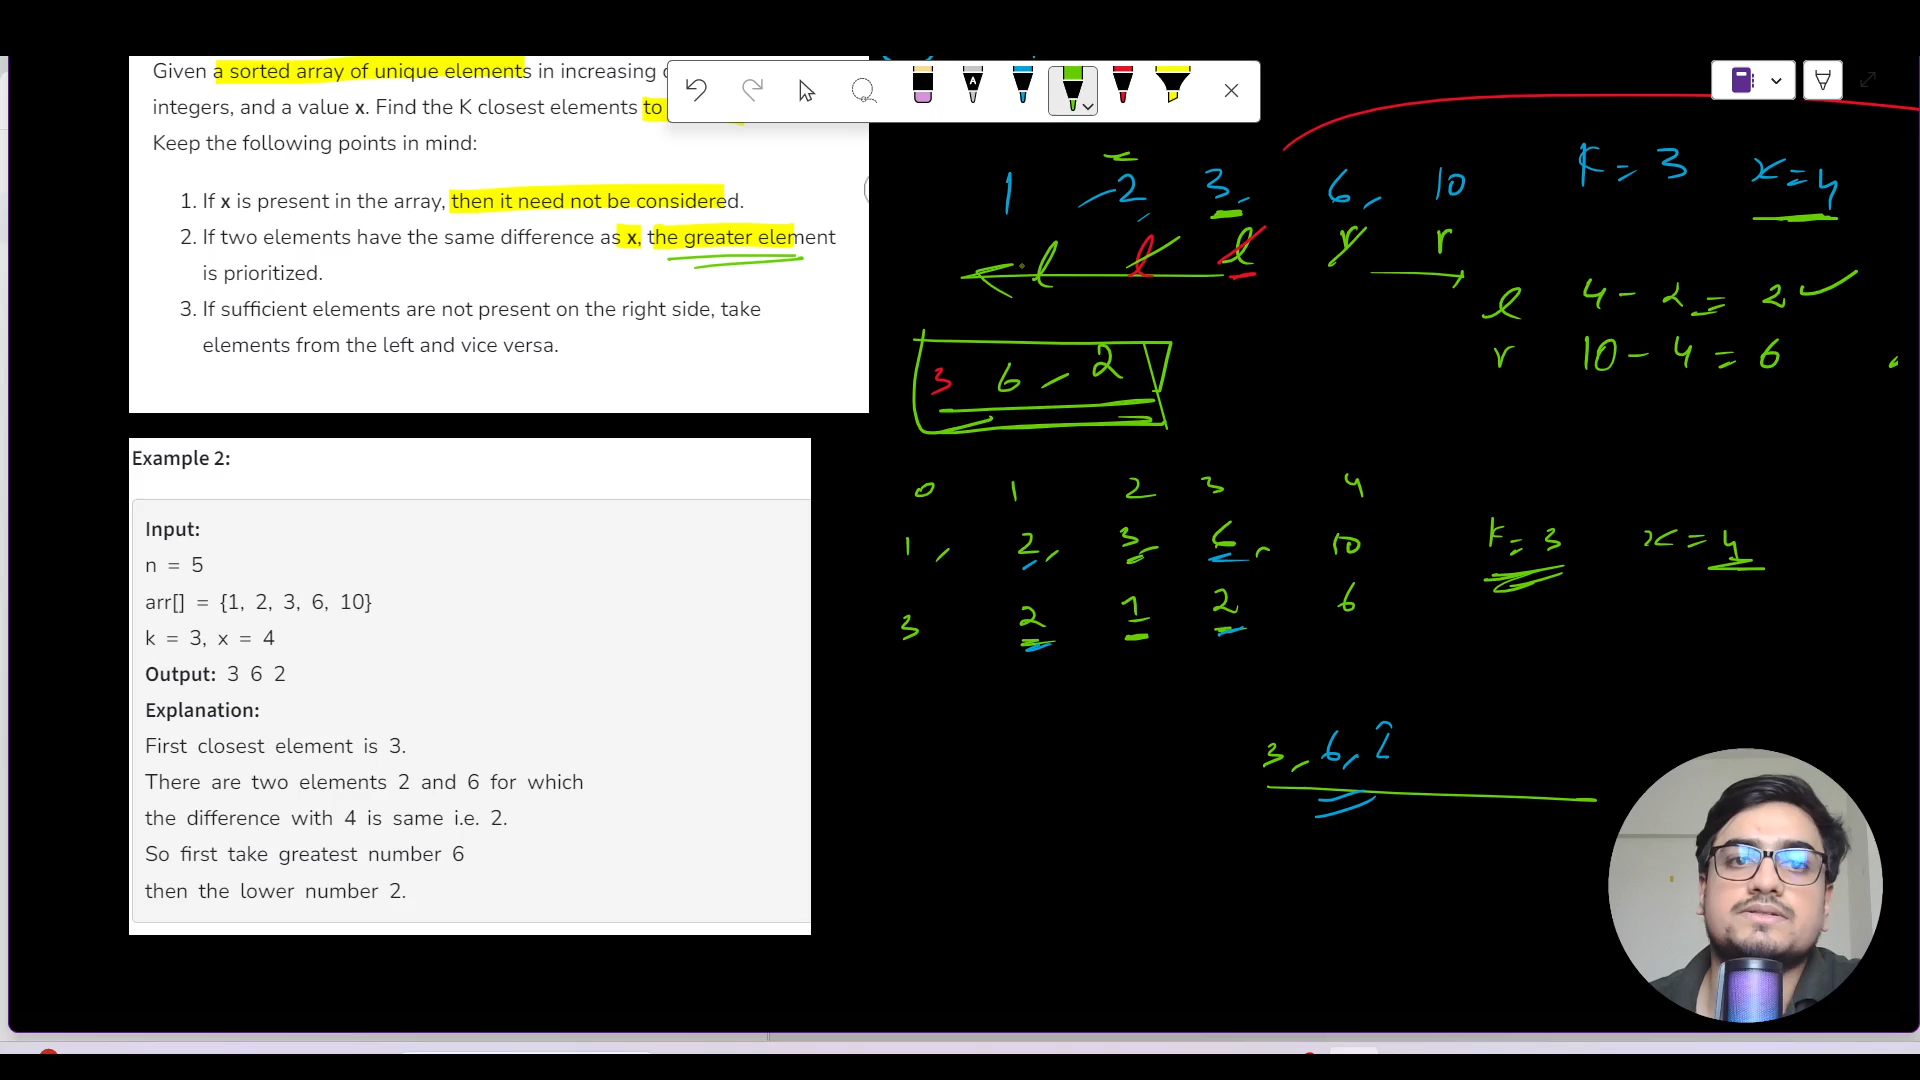 Given a sorted array of unique elements in increasing
integers, and a value x. Find the K closest elements to
Keep the following points in mind:
1. If x is present in the array, then it need not be considered.
2. If two elements have the same difference as x, the greater element
is prioritized.
3. If sufficient elements are not present on the right side, take
elements from the left and vice versa.
Example 2:
Input:
n = 5
arr[] = {1, 2, 3, 6, 10}
k = 3, x = 4
Output: 3 6 2
Explanation:
First closest element is 3.
There are two elements 2 and 6 for which
the difference with 4 is same i.e. 2.
So first take greatest number 6
then the lower number 2.
1 2, 3, 6, 10 K = 3 x = 4
l l l r r
l 4 - 2 = 2
r 10 - 4 = 6
3 6 2
0 1 2 3 4
1, 2, 3, 6, 10 K = 3 x = 4
3 2 1 2 6
3, 6, 2